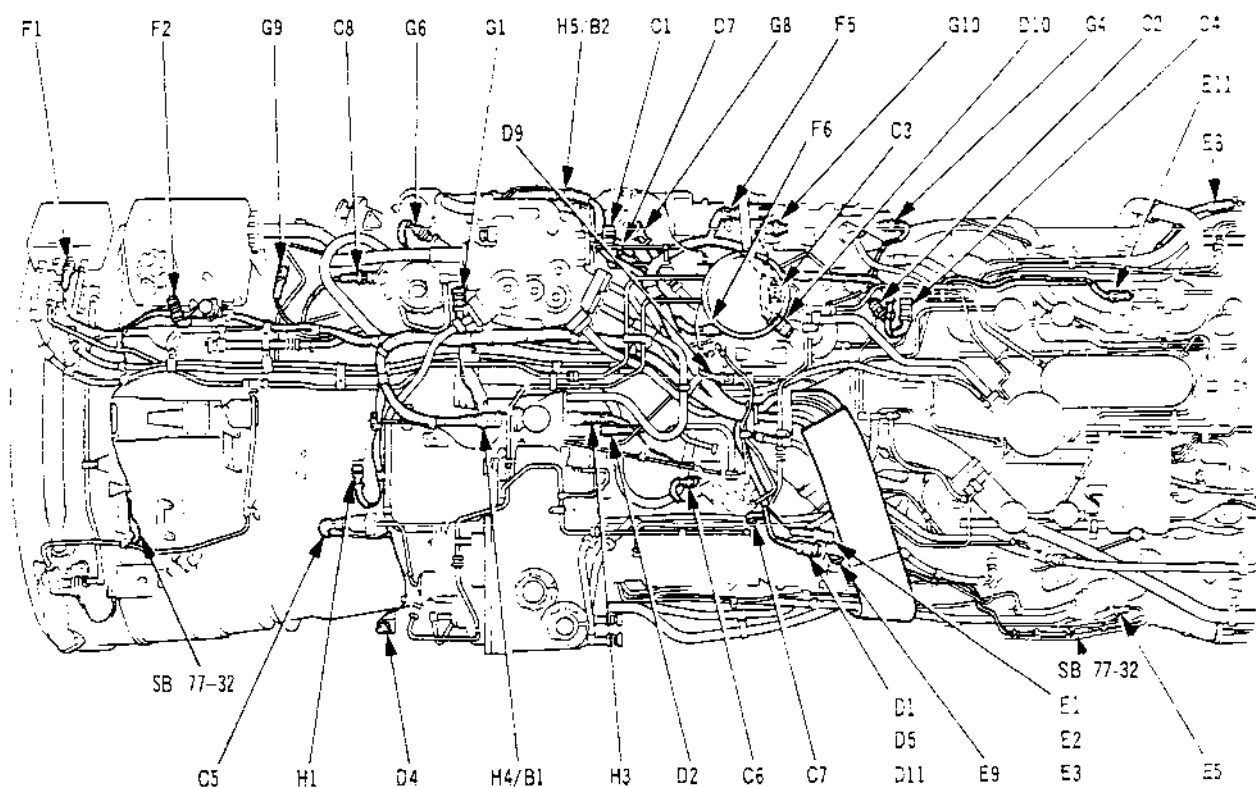 F1 F2 G9 C8 G6 G1 H5/B2 C1 D7 G8 F5 G10 D10 G4 C2 C4
E11
D9 F6 C3 E8
SB 77-32 SB 77-32
D1 E1
D5 E2
C5 H1 D4 H4/B1 H3 D2 C6 C7 D11 E9 E3 E5